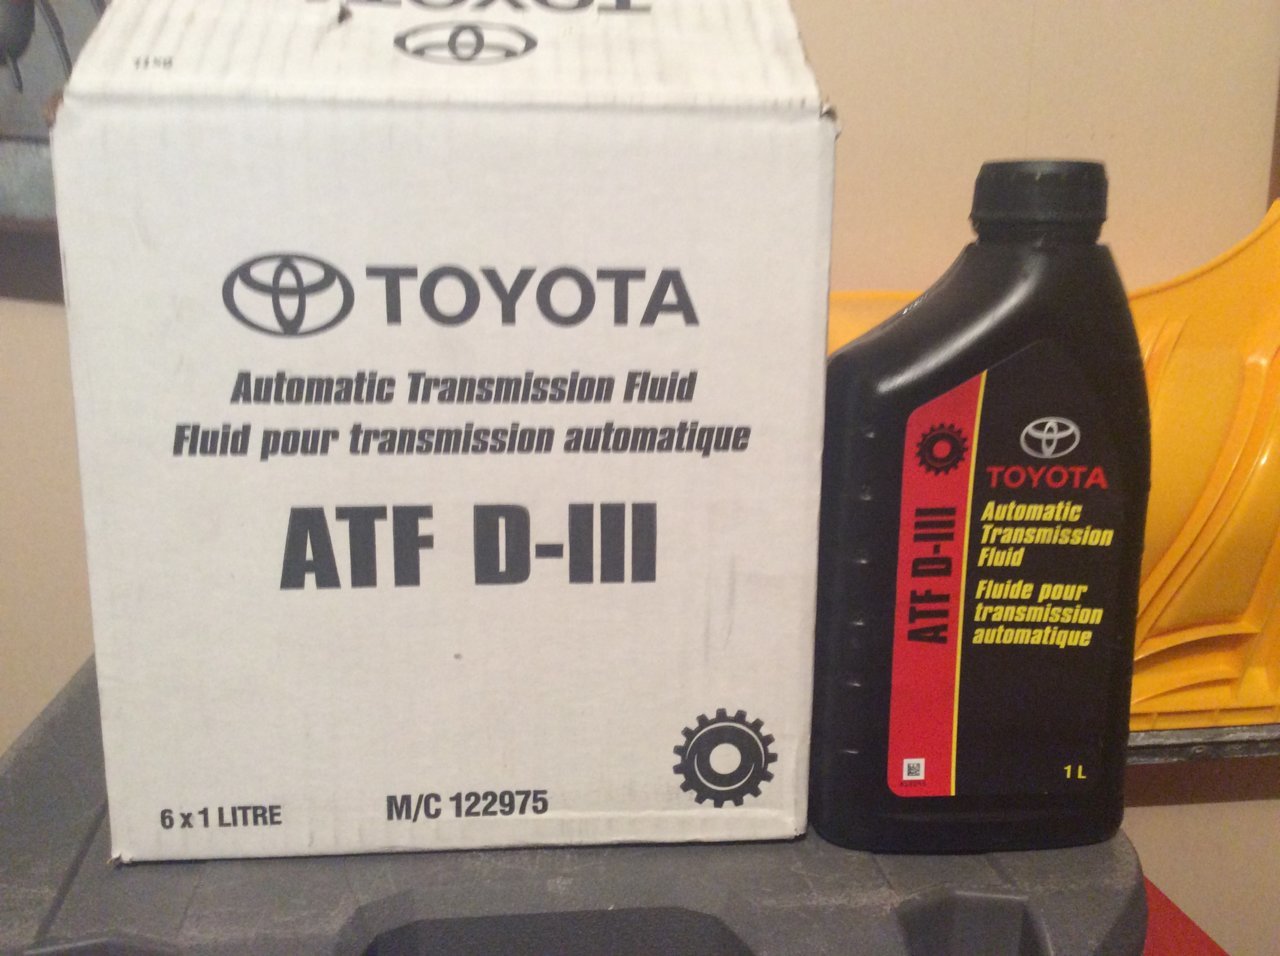 TOYOTA
TOYOTA
Automatic Transmission Fluid
Fluid pour transmission automatique
ATF D-III
6 x 1 LITRE
M/C 122975
ATF D-III
TOYOTA
Automatic
Transmission
Fluid
Fluide pour
transmission
automatique
1 L